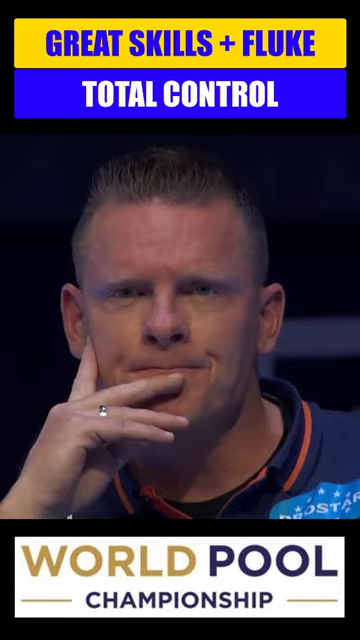 GREAT SKILLS + FLUKE
TOTAL CONTROL
WORLD POOL
CHAMPIONSHIP